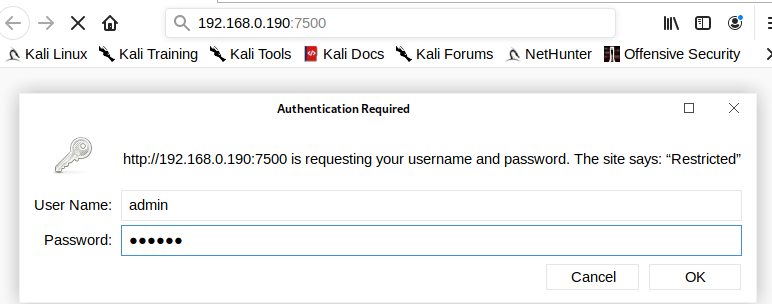 192.168.0.190:7500
Kali Linux Kali Training Kali Tools Kali Docs Kali Forums NetHunter Offensive Security
Authentication Required
http://192.168.0.190:7500 is requesting your username and password. The site says: “Restricted”
User Name: admin
Password: ●●●●●●
Cancel OK